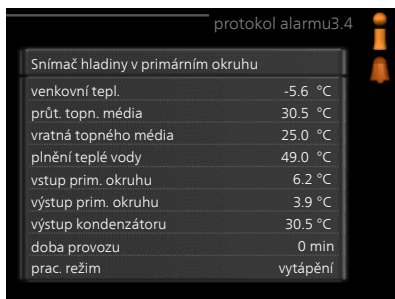 protokol alarmu3.4
Snímač hladiny v primárním okruhu
venkovní tepl. -5.6 °C
průt. topn. média 30.5 °C
vratná topného média 25.0 °C
plnění teplé vody 49.0 °C
vstup prim. okruhu 6.2 °C
výstup prim. okruhu 3.9 °C
výstup kondenzátoru 30.5 °C
doba provozu 0 min
prac. režim vytápění